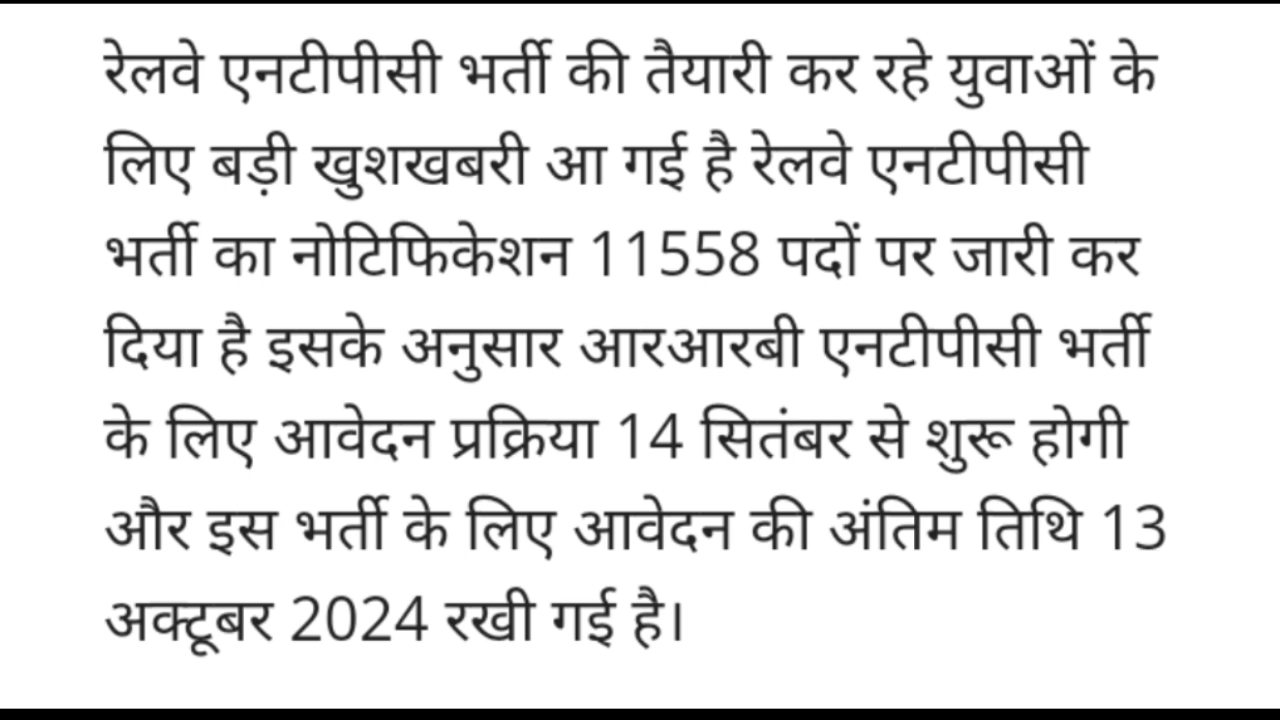 रेलवे एनटीपीसी भर्ती की तैयारी कर रहे युवाओं के
लिए बड़ी खुशखबरी आ गई है रेलवे एनटीपीसी
भर्ती का नोटिफिकेशन 11558 पदों पर जारी कर
दिया है इसके अनुसार आरआरबी एनटीपीसी भर्ती
के लिए आवेदन प्रक्रिया 14 सितंबर से शुरू होगी
और इस भर्ती के लिए आवेदन की अंतिम तिथि 13
अक्टूबर 2024 रखी गई है।